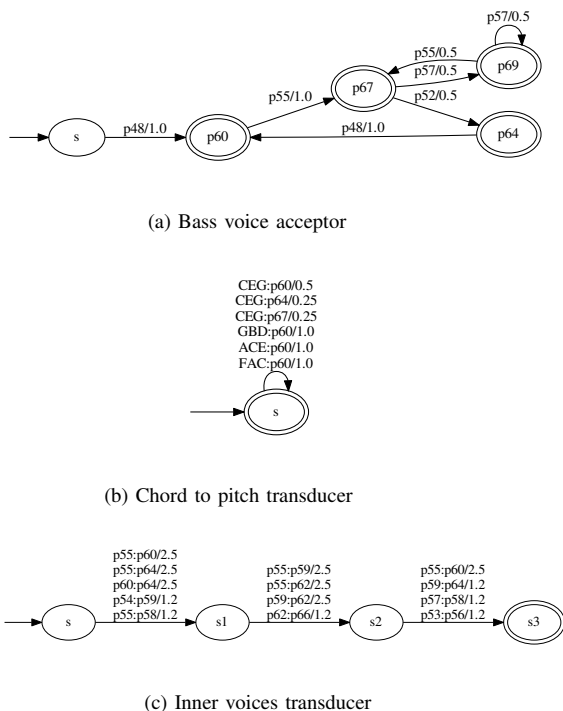 p57/0.5
p55/0.5
p69
p57/0.5
p67
p55/1.0
p52/0.5
p48/1.0
p48/1.0
s
p60
p64
(a) Bass voice acceptor
CEG:p60/0.5
CEG:p64/0.25
CEG:p67/0.25
GBD:p60/1.0
ACE:p60/1.0
FAC:p60/1.0
s
(b) Chord to pitch transducer
p55:p60/2.5
p55:p64/2.5
p60:p64/2.5
p54:p59/1.2
p55:p58/1.2
p55:p59/2.5
p55:p62/2.5
p59:p62/2.5
p62:p66/1.2
p55:p60/2.5
p59:p64/1.2
p57:p58/1.2
p53:p56/1.2
s
s1
s2
s3
(c) Inner voices transducer